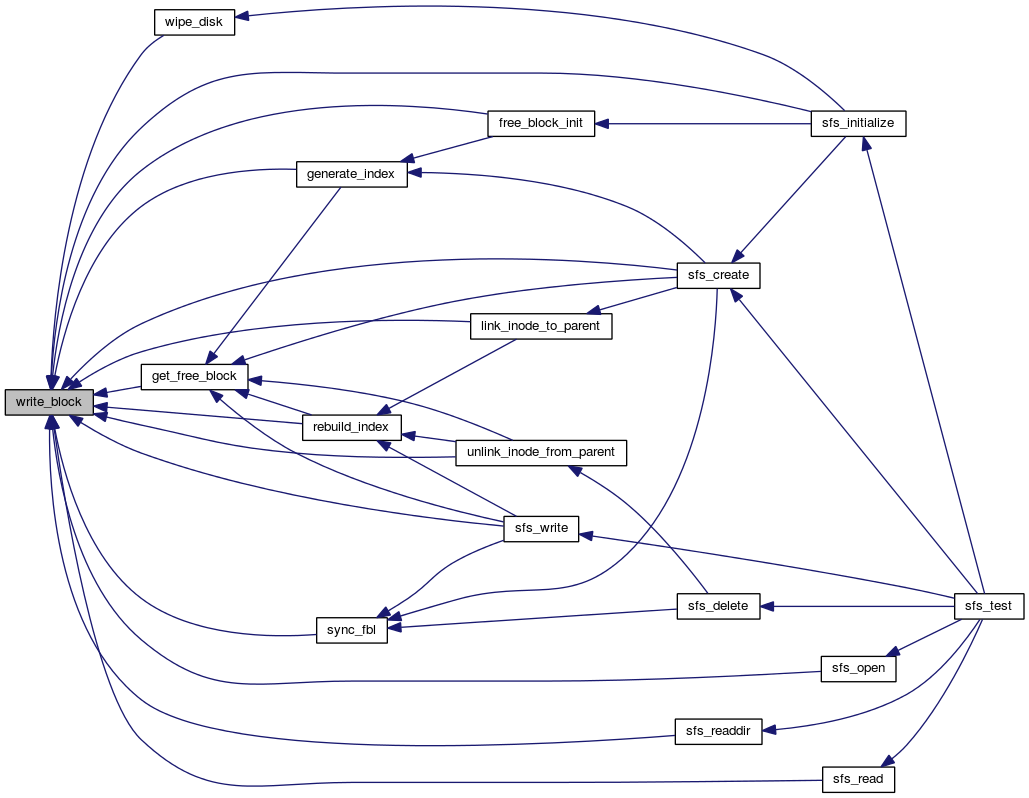 wipe_disk
free_block_init
sfs_initialize
generate_index
sfs_create
link_inode_to_parent
get_free_block
write_block
rebuild_index
unlink_inode_from_parent
sfs_write
sfs_delete
sfs_test
sync_fbl
sfs_open
sfs_readdir
sfs_read